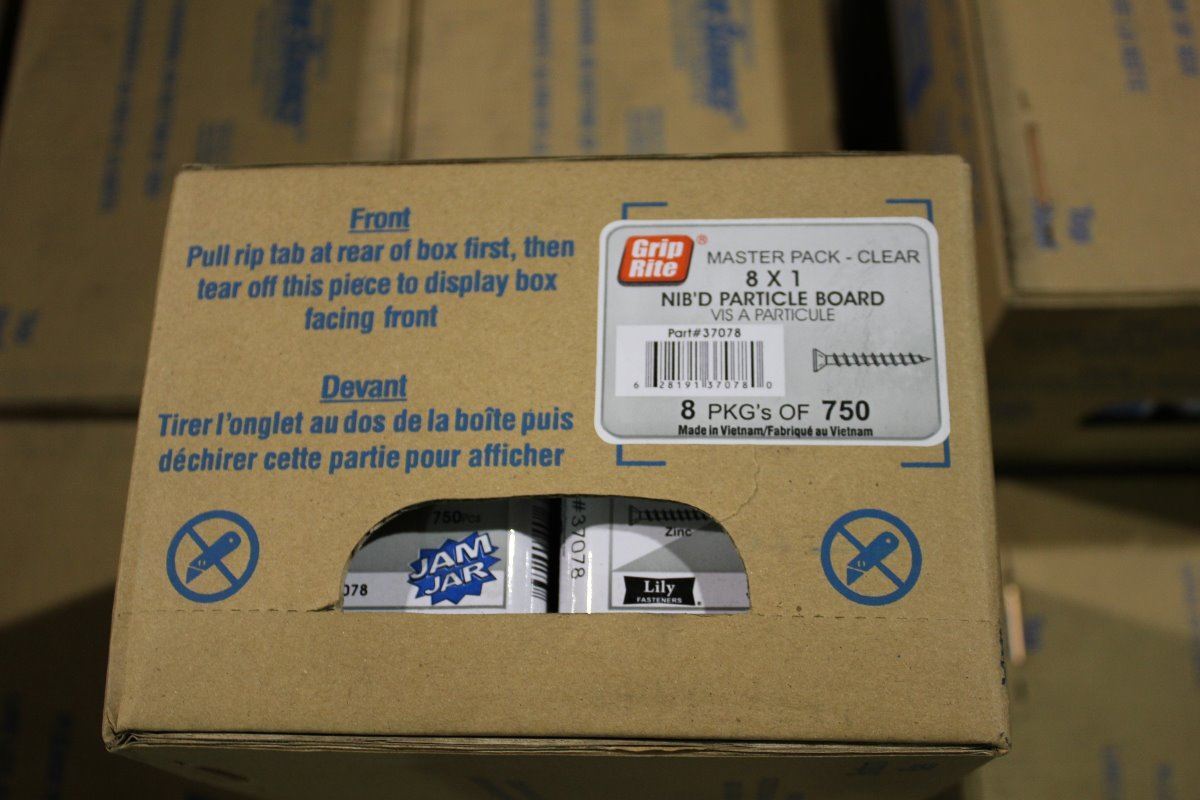 Front
Pull rip tab at rear of box first, then
tear off this piece to display box
facing front
Devant
Tirer l'onglet au dos de la boîte puis
déchirer cette partie pour afficher
Grip
Rite®
MASTER PACK - CLEAR
8 X 1
NIB'D PARTICLE BOARD
VIS A PARTICULE
Part#37078
6 28191 37078 0
8 PKG's OF 750
Made in Vietnam/Fabriqué au Vietnam
750Pcs
JAM
JAR
078
#37078
Zinc
Lily
FASTENERS
Top